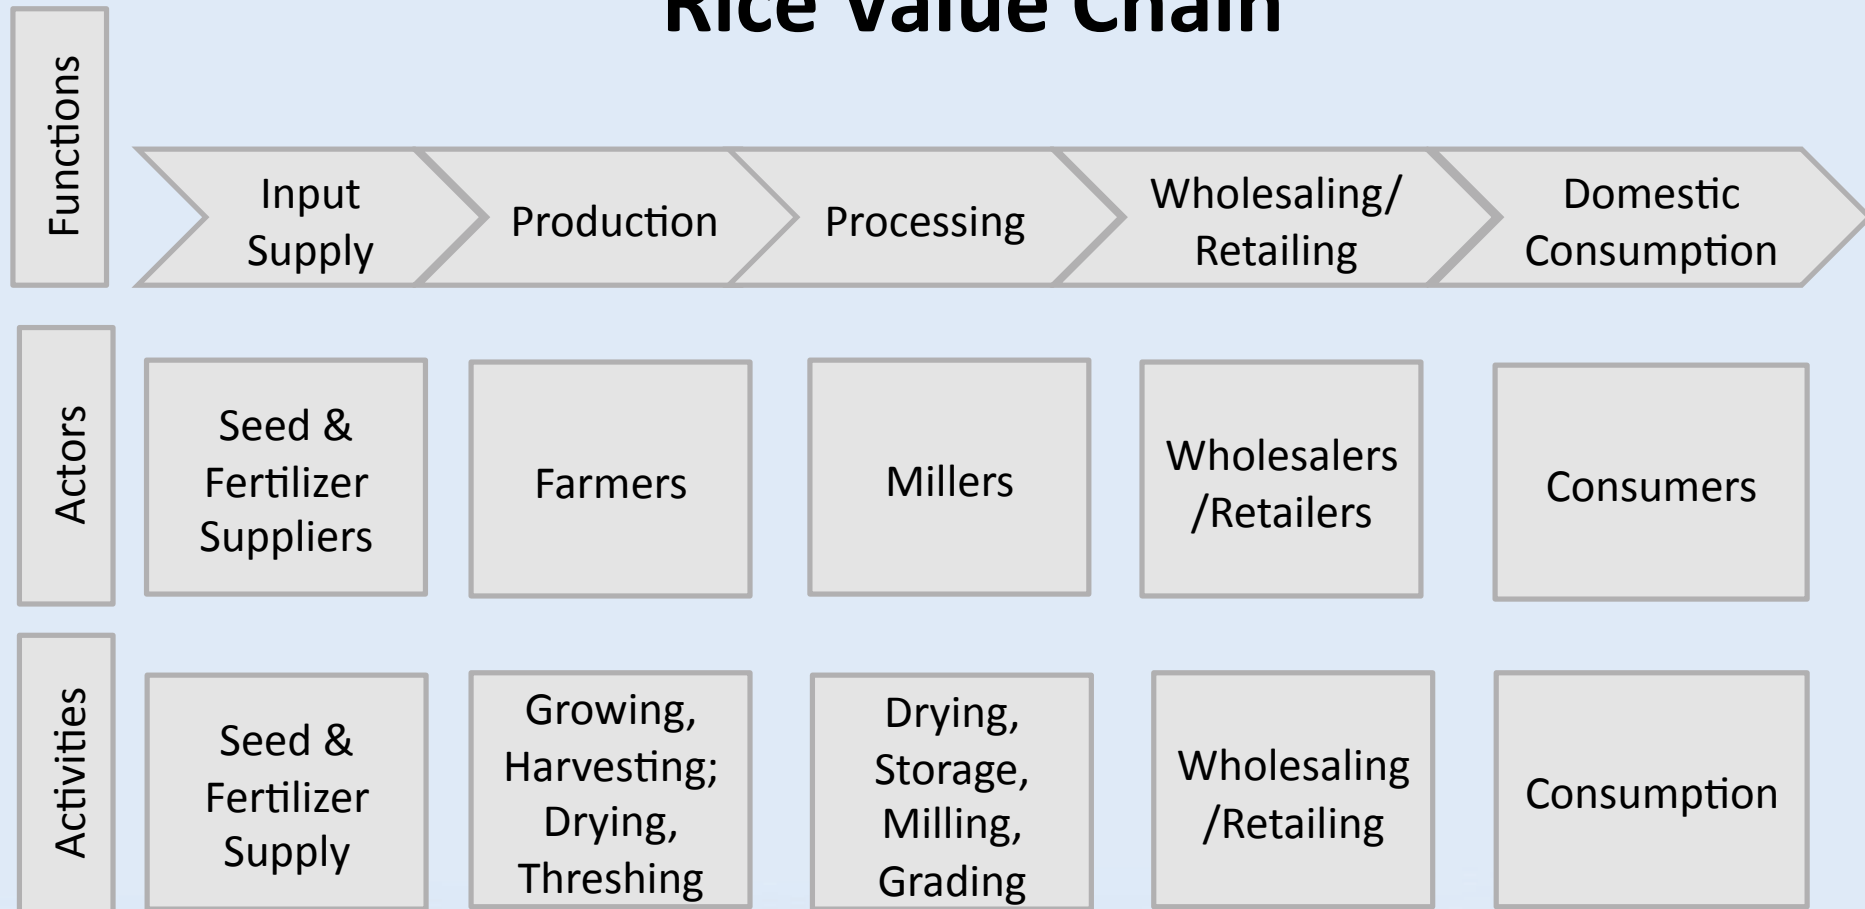 Rice Value Chain
Functions
Input
Supply
Production
Processing
Wholesaling/
Retailing
Domestic
Consumption
Actors
Seed &
Fertilizer
Suppliers
Farmers
Millers
Wholesalers
/Retailers
Consumers
Activities
Seed &
Fertilizer
Supply
Growing,
Harvesting;
Drying,
Threshing
Drying,
Storage,
Milling,
Grading
Wholesaling
/Retailing
Consumption